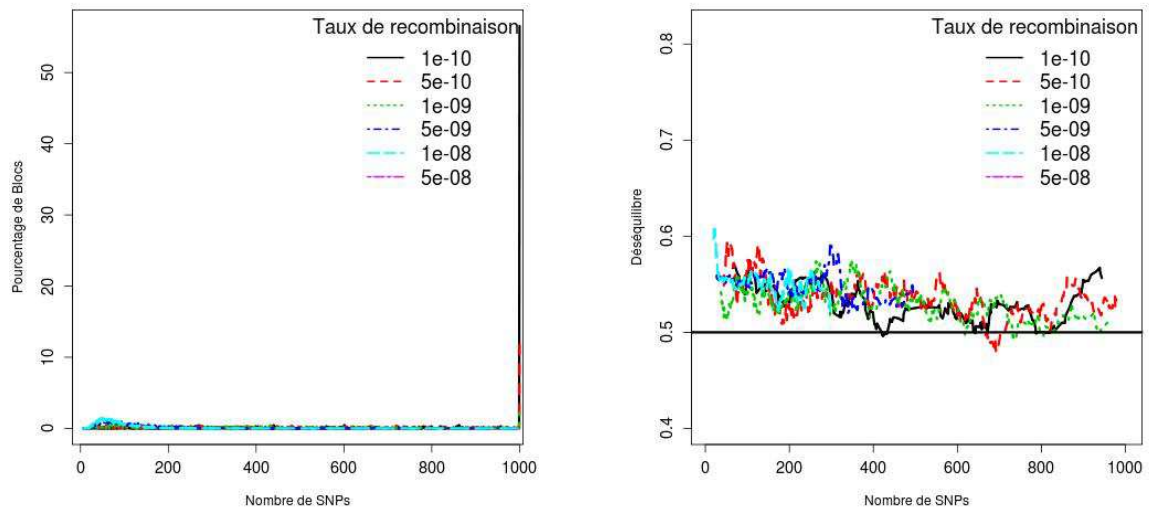 Taux de recombinaison
1e-10
5e-10
1e-09
5e-09
1e-08
5e-08
Pourcentage de Blocs
50
40
30
20
10
0
0 200 400 600 800 1000
Nombre de SNPs
Taux de recombinaison
1e-10
5e-10
1e-09
5e-09
1e-08
5e-08
Déséquilibre
0.8
0.7
0.6
0.5
0.4
0 200 400 600 800 1000
Nombre de SNPs